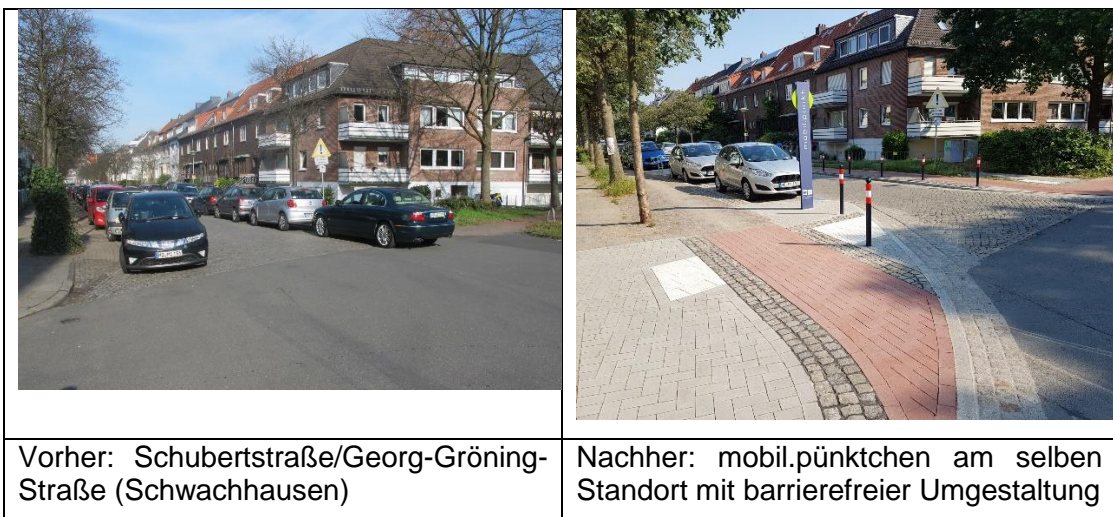 Vorher: Schubertstraße/Georg-Gröning-
Straße (Schwachhausen)
Nachher: mobil.pünktchen am selben
Standort mit barrierefreier Umgestaltung